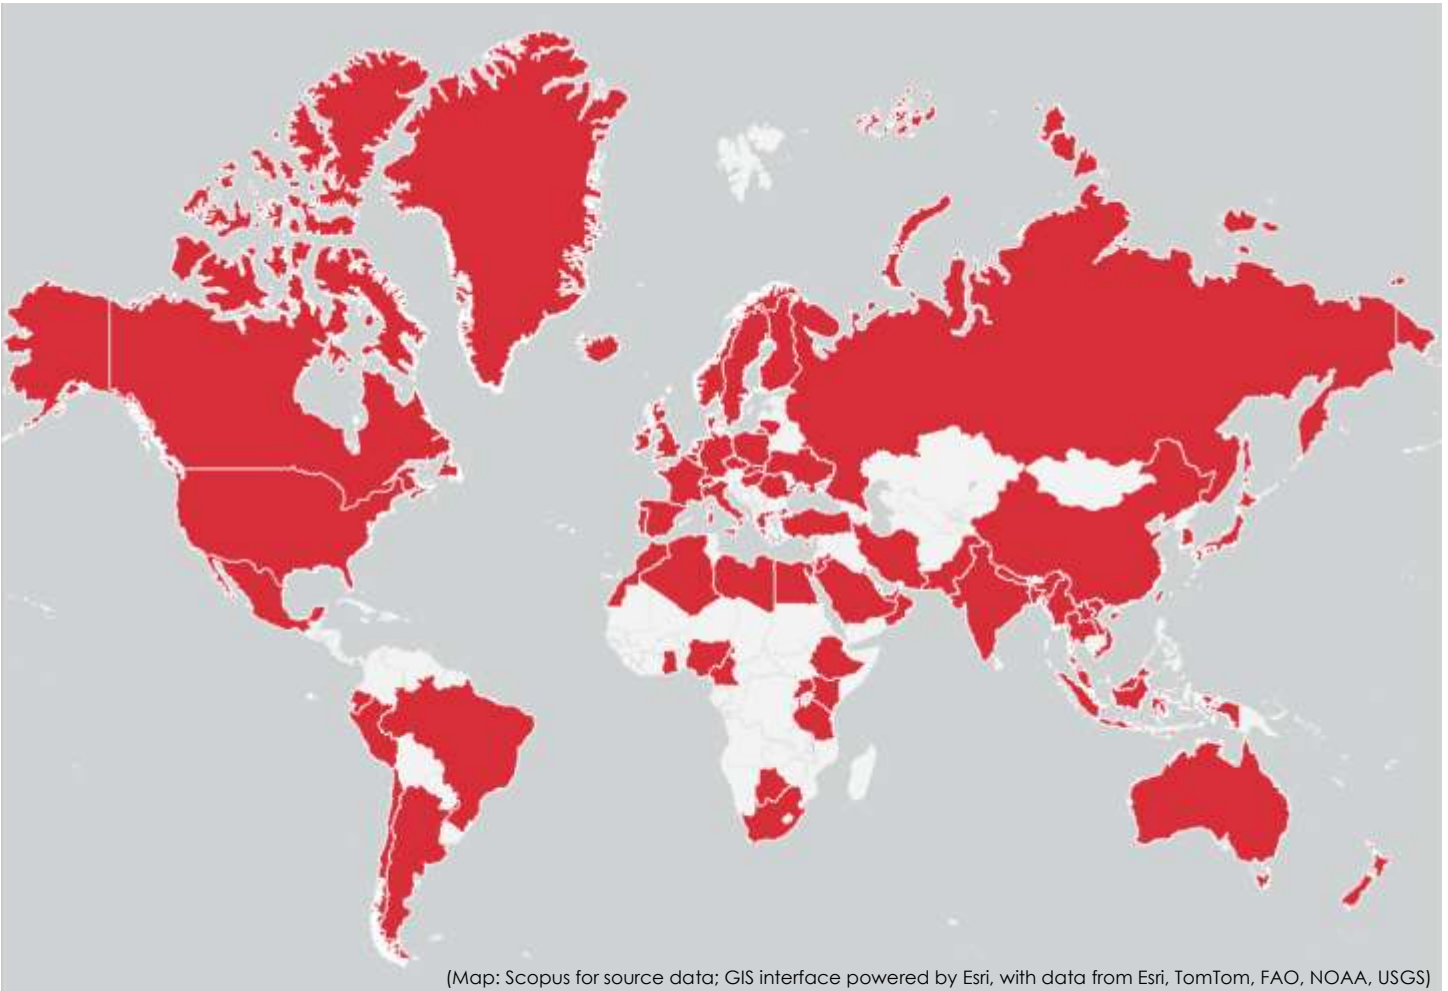 (Map: Scopus for source data; GIS interface powered by Esri, with data from Esri, TomTom, FAO, NOAA, USGS)